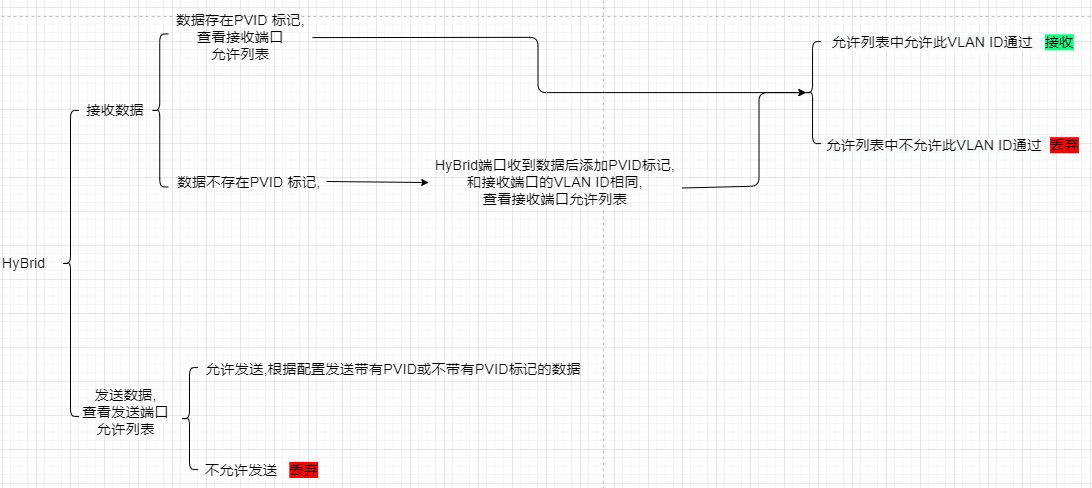 数据存在PVID 标记,
查看接收端口
允许列表
允许列表中允许此VLAN ID通过 接收
接收数据
允许列表中不允许此VLAN ID通过 丢弃
数据不存在PVID 标记,
HyBrid端口收到数据后添加PVID标记,
和接收端口的VLAN ID相同,
查看接收端口允许列表
HyBrid
允许发送,根据配置发送带有PVID或不带有PVID标记的数据
发送数据,
查看发送端口
允许列表
不允许发送 丢弃